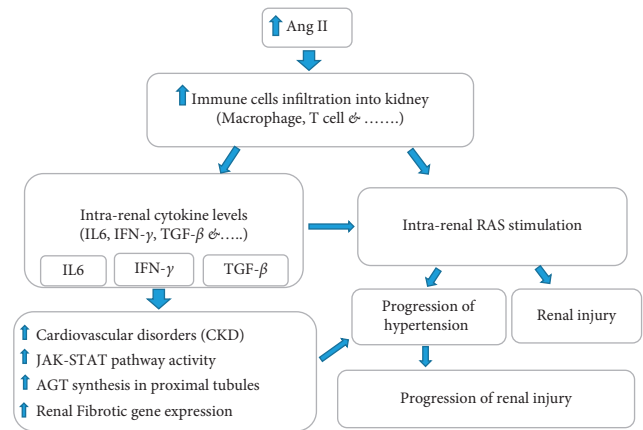 Ang II
Immune cells infiltration into kidney
(Macrophage, T cell & …….)
Intra-renal cytokine levels
(IL6, IFN-γ, TGF-β &…..)
IL6
IFN-γ
TGF-β
Intra-renal RAS stimulation
Cardiovascular disorders (CKD)
JAK-STAT pathway activity
AGT synthesis in proximal tubules
Renal Fibrotic gene expression
Progression of
hypertension
Renal injury
Progression of renal injury